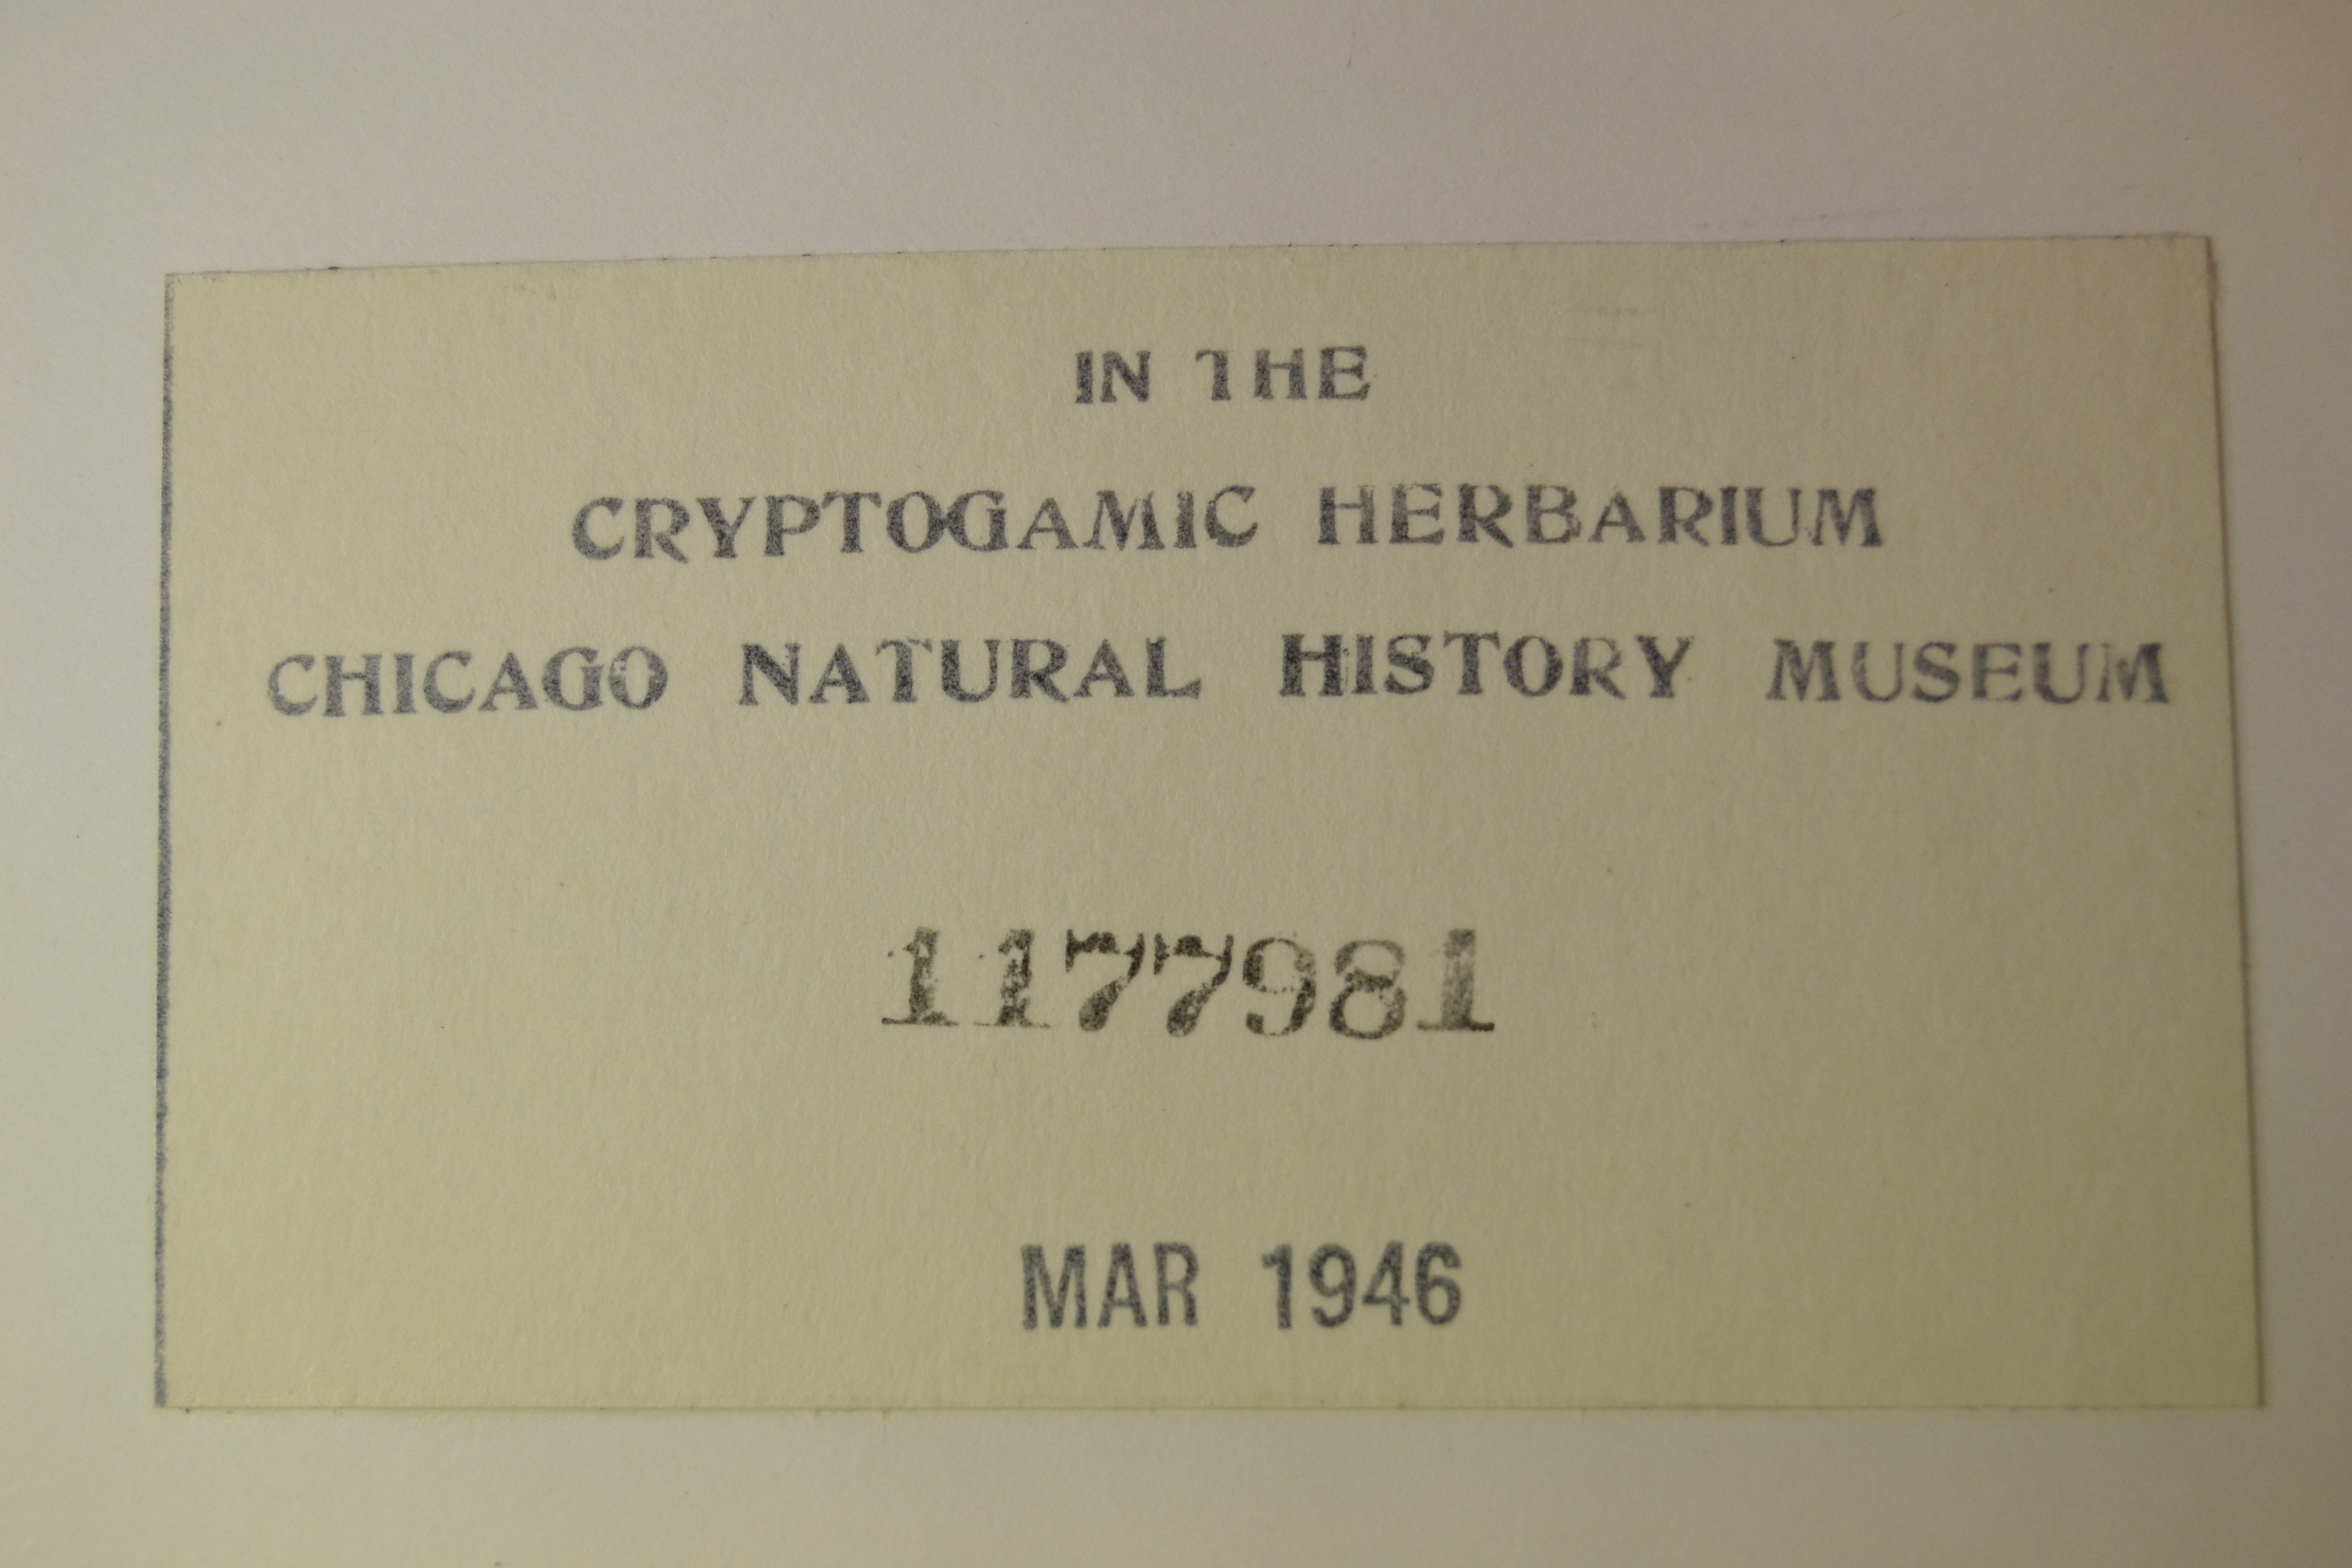 IN THE
CRYPTOGAMIC HERBARIUM
CHICAGO NATURAL HISTORY MUSEUM
1177981
MAR 1946